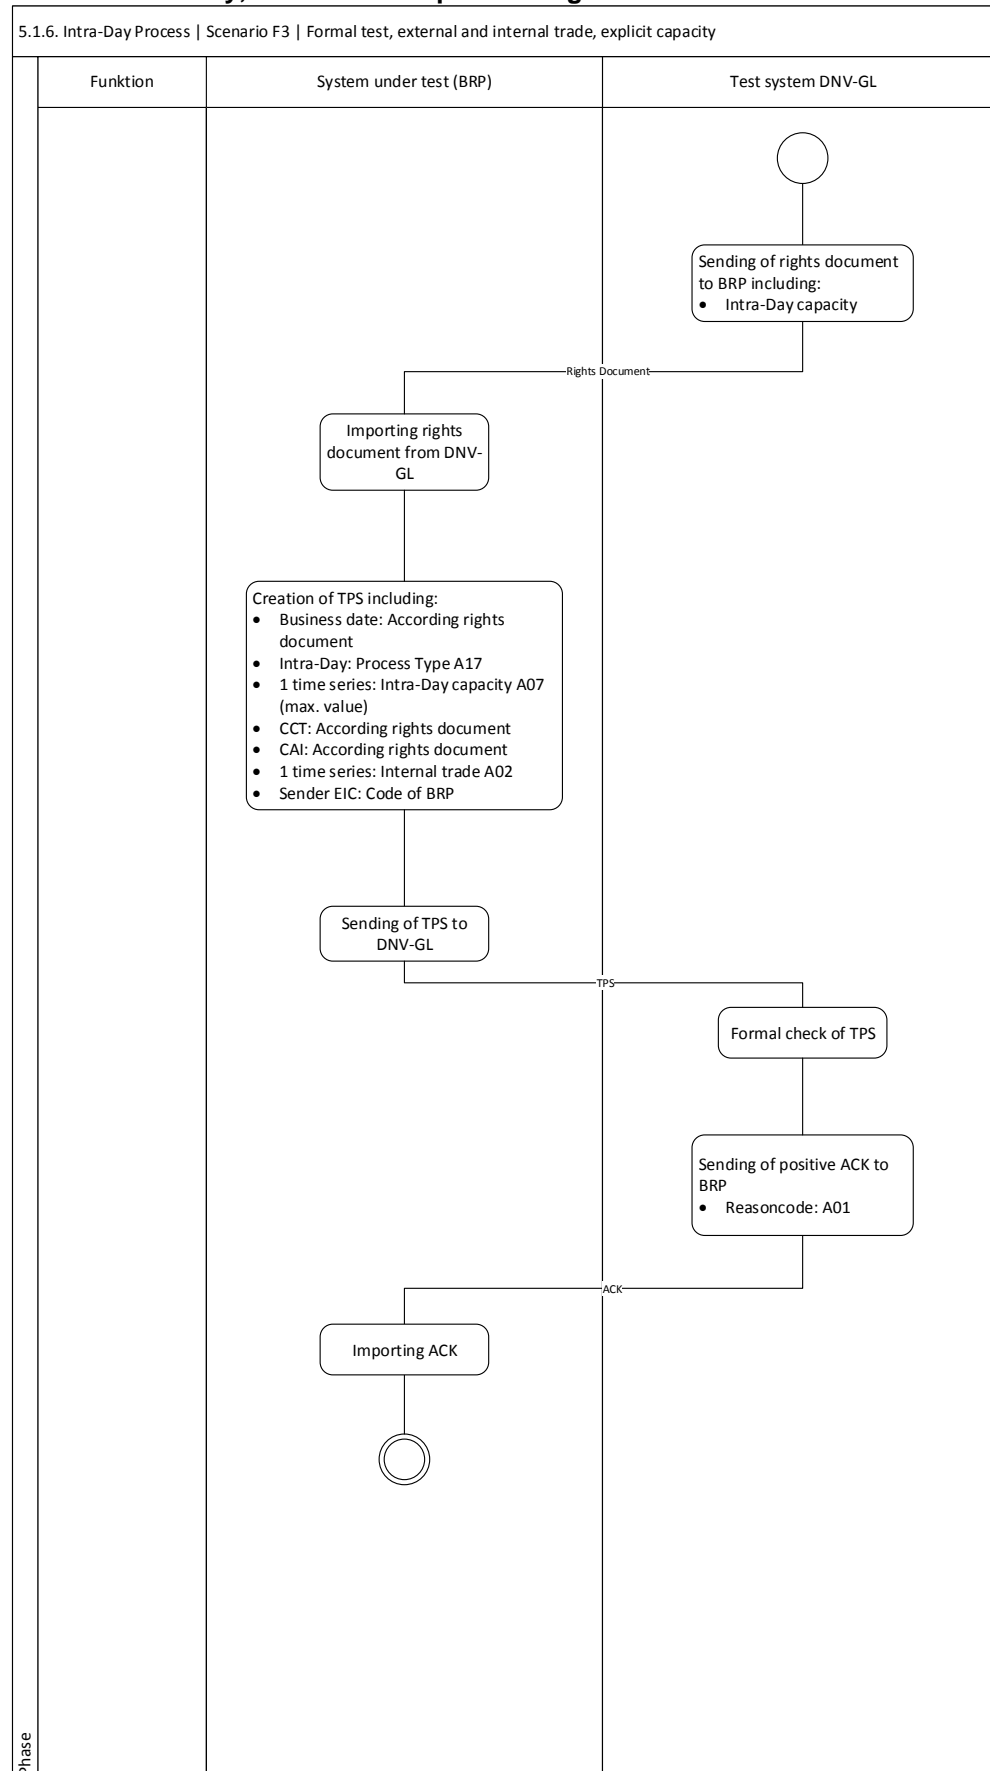 5.1.6. Intra-Day Process | Scenario F3 | Formal test, external and internal trade, explicit capacity
Funktion
System under test (BRP)
Test system DNV-GL
Sending of rights document
to BRP including:
• Intra-Day capacity
Rights Document
Importing rights
document from DNV-
GL
Creation of TPS including:
• Business date: According rights
document
• Intra-Day: Process Type A17
• 1 time series: Intra-Day capacity A07
(max. value)
• CCT: According rights document
• CAI: According rights document
• 1 time series: Internal trade A02
• Sender EIC: Code of BRP
Sending of TPS to
DNV-GL
TPS
Formal check of TPS
Sending of positive ACK to
BRP
• Reasoncode: A01
ACK
Importing ACK
Phase